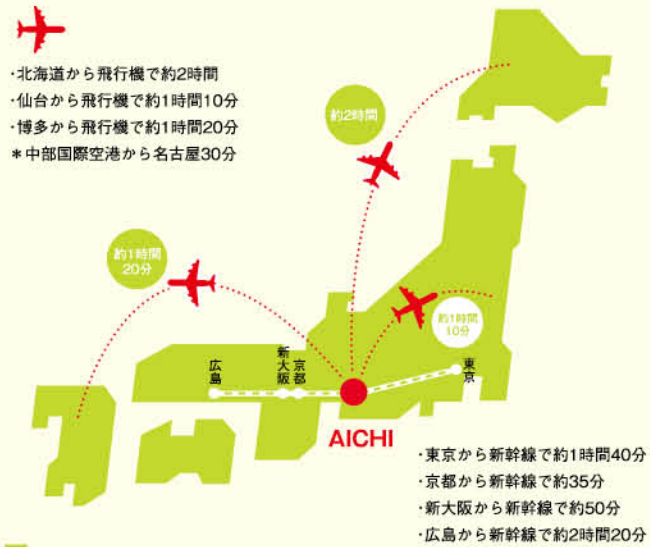 ・北海道から飛行機で約2時間
・仙台から飛行機で約1時間10分
・博多から飛行機で約1時間20分
＊中部国際空港から名古屋30分
約2時間
約1時間
20分
約1時間
10分
広島
新大阪
京都
東京
AICHI
・東京から新幹線で約1時間40分
・京都から新幹線で約35分
・新大阪から新幹線で約50分
・広島から新幹線で約2時間20分